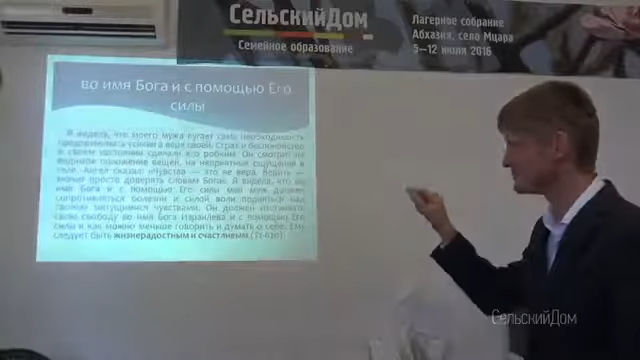 СельскийДом
Семейное образование
Лагерное собрание
Абхазия, село Мцара
5–12 июля 2016
во имя Бога и с помощью Его
силы
Я видела, что моего мужа пугает сама необходимость
предпринимать усилия в вере своей. Страх и беспокойство
о своем состоянии сделали его робким. Он смотрит на
видимое положение вещей, на неприятные ощущения в
теле. Ангел сказал: «Чувства — это не вера. Верить —
значит просто доверять словам Бога». Я видела, что во
имя Бога и с помощью Его силы мой муж должен
сопротивляться болезни и силой воли подняться над
своими мятущимися чувствами. Он должен отстаивать
свою свободу во имя Бога Израилева и с помощью Его
силы и как можно меньше говорить и думать о себе. Ему
следует быть жизнерадостным и счастливым
СельскийДом